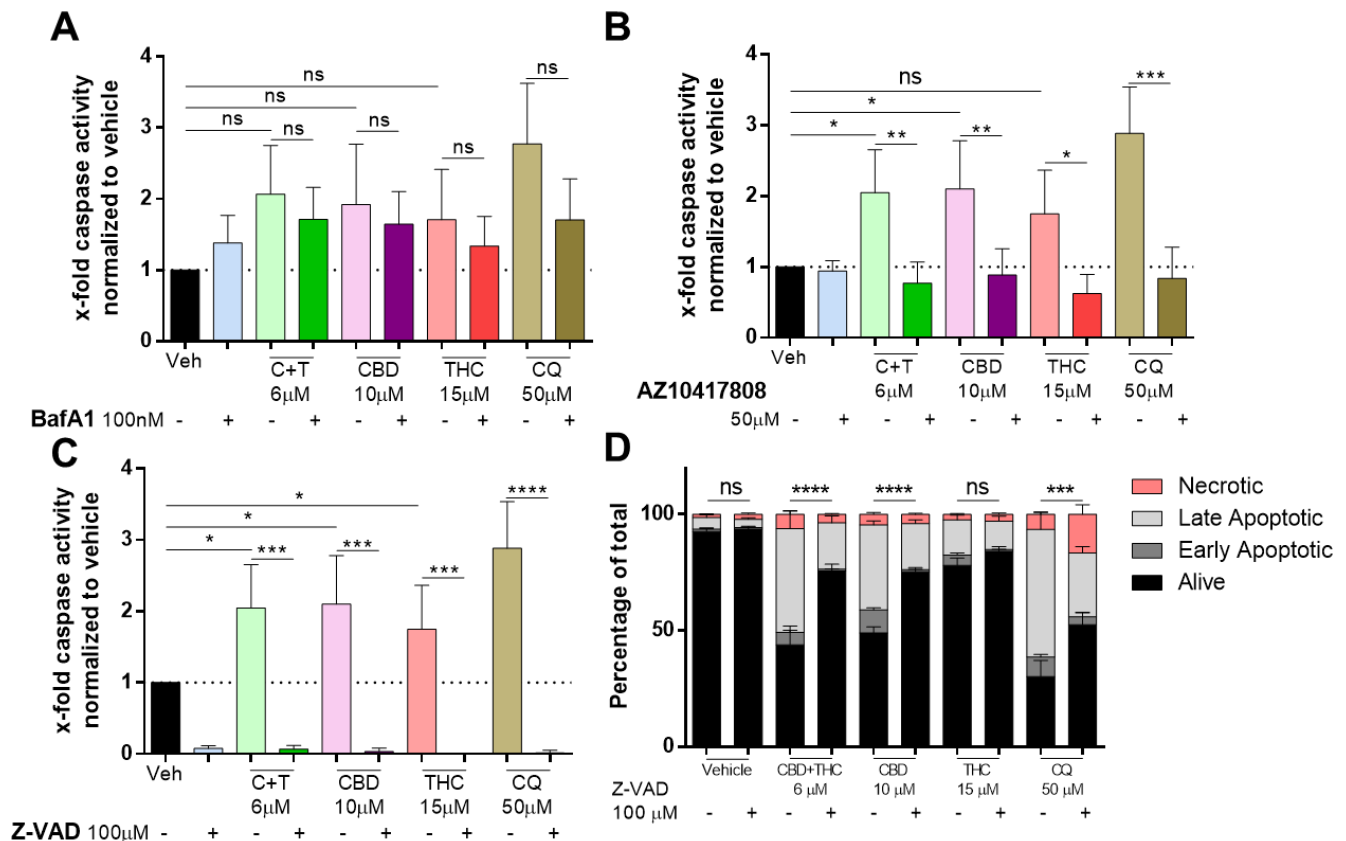 A
x-fold caspase activity
normalized to vehicle
4
3
2
1
0
ns
ns
ns
ns
ns
ns
ns
Veh
C+T
CBD
THC
CQ
6μM
10μM
15μM
50μM
BafA1 100nM - + - + - + - + - +
B
x-fold caspase activity
normalized to vehicle
4
3
2
1
0
ns
*
*
**
**
*
***
Veh
C+T
CBD
THC
CQ
6μM
10μM
15μM
50μM
AZ10417808
50μM - + - + - + - + - +
C
x-fold caspase activity
normalized to vehicle
4
3
2
1
0
*
*
*
***
***
***
****
Veh
C+T
CBD
THC
CQ
6μM
10μM
15μM
50μM
Z-VAD 100μM - + - + - + - + - +
D
Percentage of total
100
50
0
ns
****
****
ns
***
Necrotic
Late Apoptotic
Early Apoptotic
Alive
Vehicle
CBD+THC
CBD
THC
CQ
6 μM
10 μM
15 μM
50 μM
Z-VAD
100 μM - + - + - + - + - +